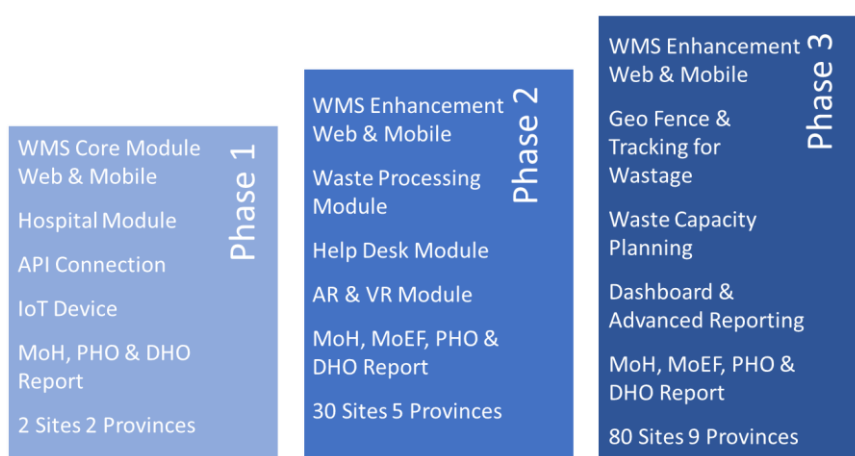 Phase 1
WMS Core Module
Web & Mobile
Hospital Module
API Connection
IoT Device
MoH, PHO & DHO
Report
2 Sites 2 Provinces
Phase 2
WMS Enhancement
Web & Mobile
Waste Processing
Module
Help Desk Module
AR & VR Module
MoH, MoEF, PHO &
DHO Report
30 Sites 5 Provinces
Phase 3
WMS Enhancement
Web & Mobile
Geo Fence &
Tracking for
Wastage
Waste Capacity
Planning
Dashboard &
Advanced Reporting
MoH, MoEF, PHO &
DHO Report
80 Sites 9 Provinces